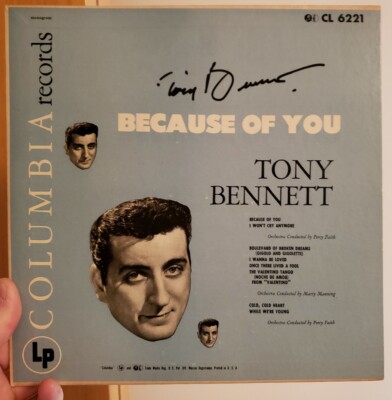 CL 6221
Tony Bennett
BECAUSE OF YOU
TONY
BENNETT
COLUMBIA records
BECAUSE OF YOU
I WON'T CRY ANYMORE
Orchestra Conducted by Percy Faith
BOULEVARD OF BROKEN DREAMS
(GIGOLO AND GIGOLETTE)
I WANNA BE LOVED
ONCE THERE LIVED A FOOL
THE VALENTINO TANGO
(NOCHE DE AMOR)
FROM "VALENTINO"
Orchestra Conducted by Marty Manning
COLD, COLD HEART
WHILE WE'RE YOUNG
Orchestra Conducted by Percy Faith
Lp